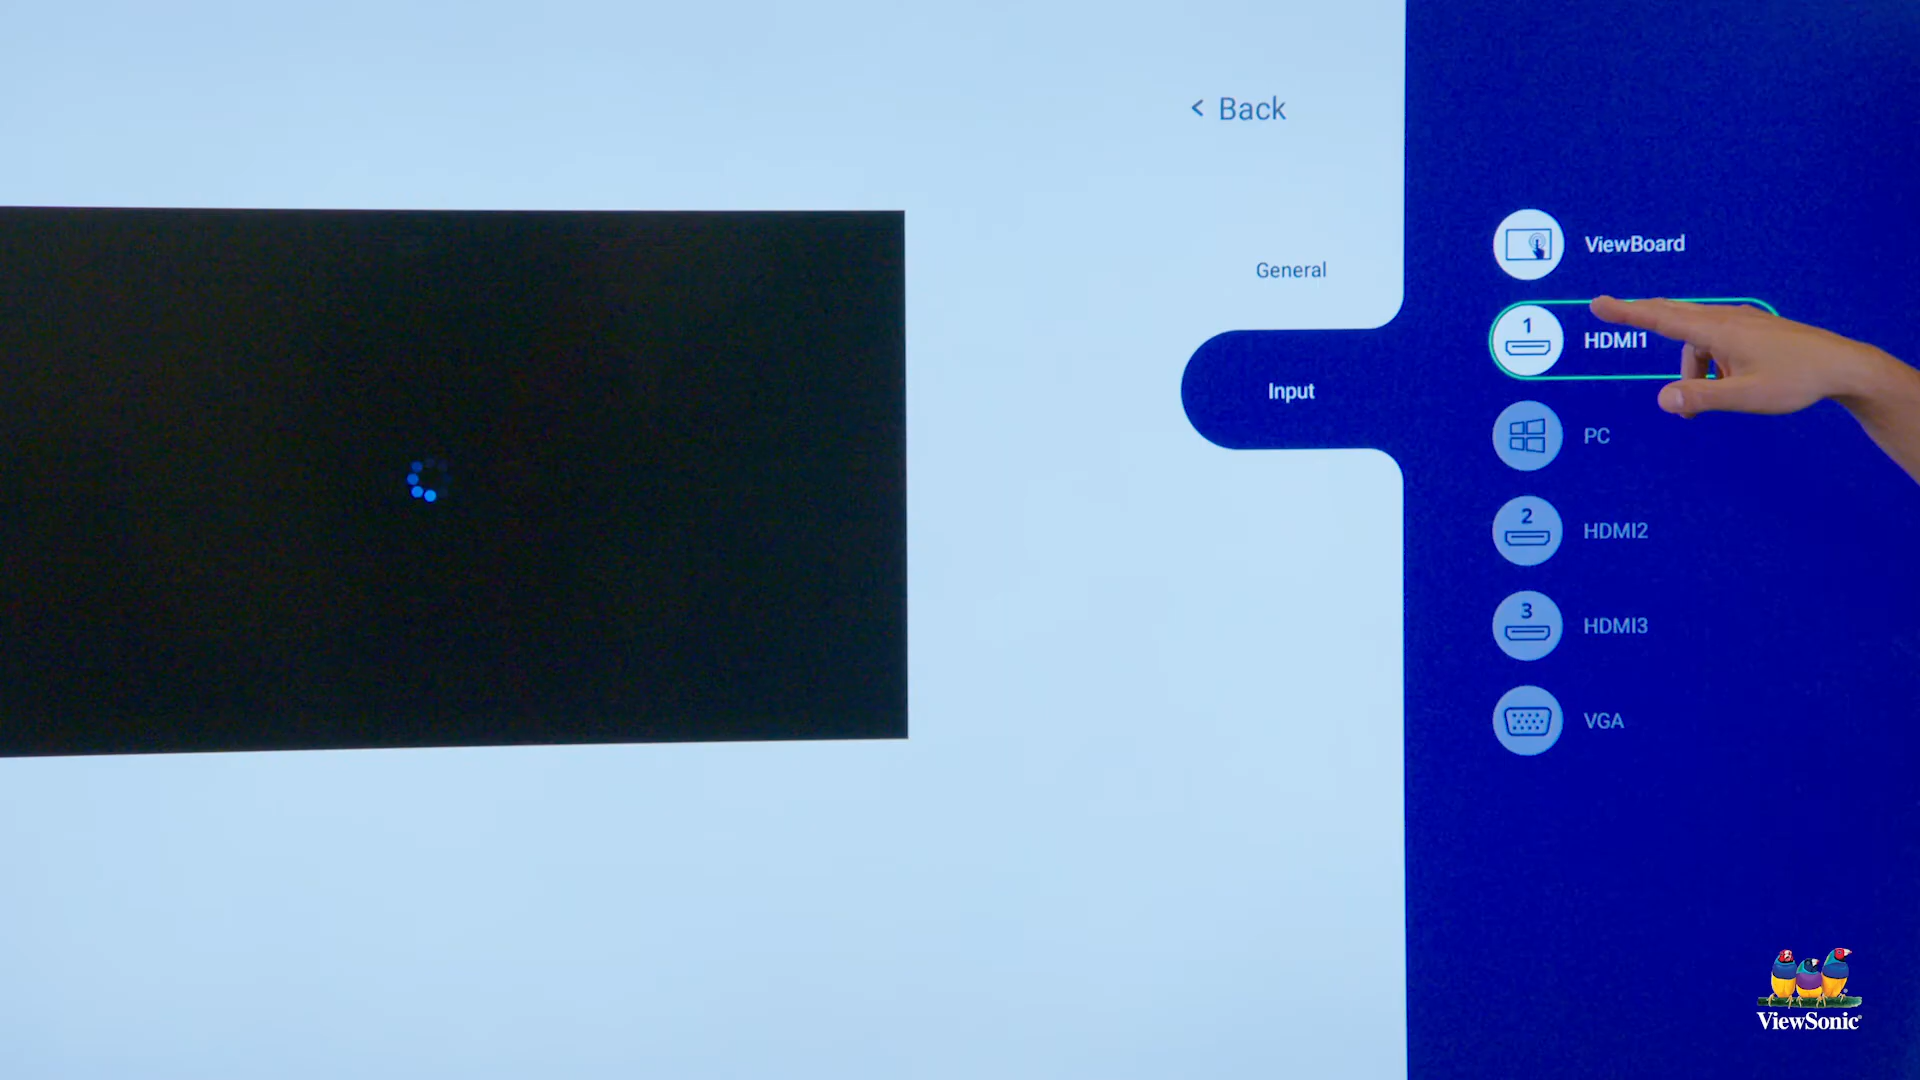 < Back
General
Input
ViewBoard
1
HDMI1
PC
2
HDMI2
3
HDMI3
VGA
ViewSonic